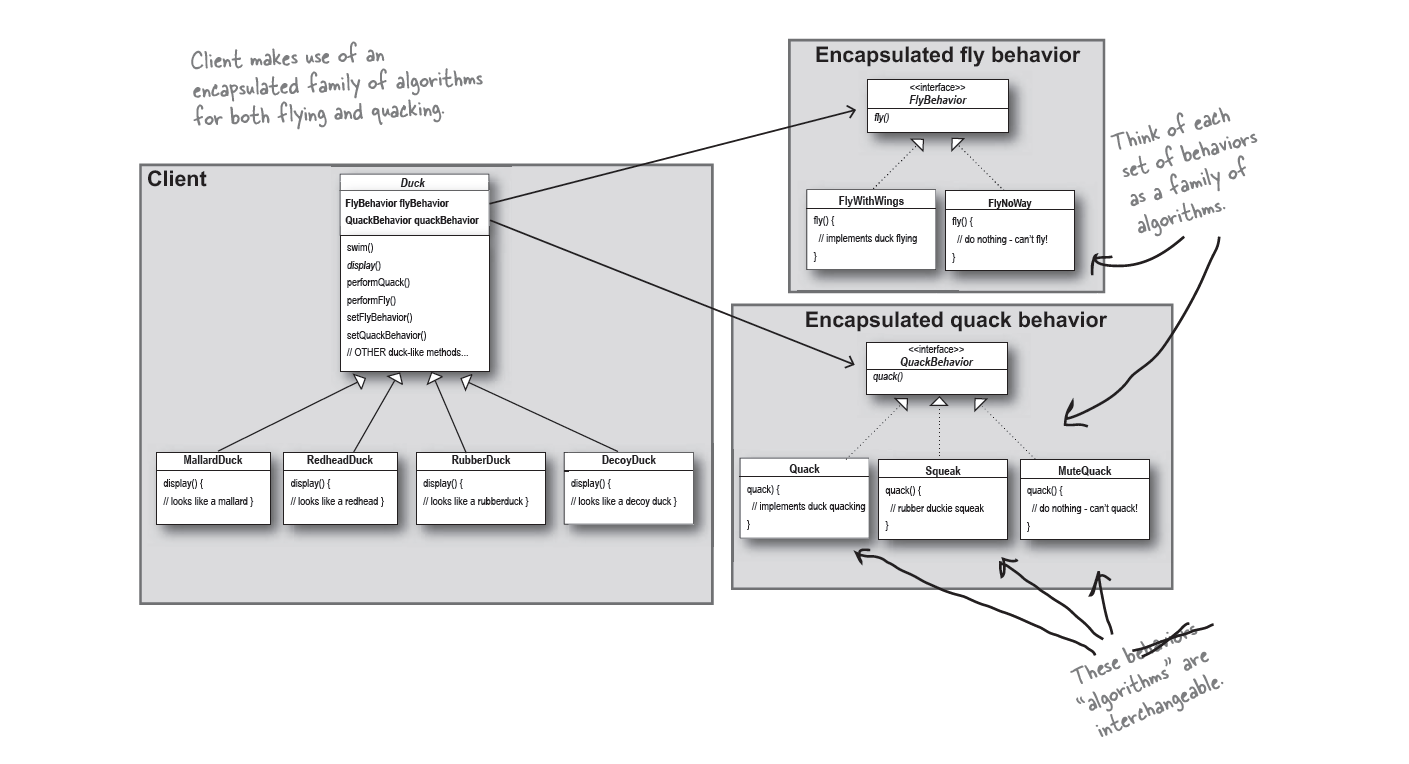 Client makes use of an
encapsulated family of algorithms
for both flying and quacking.
Client
Duck
FlyBehavior flyBehavior
QuackBehavior quackBehavior
swim()
display()
performQuack()
performFly()
setFlyBehavior()
setQuackBehavior()
// OTHER duck-like methods...
MallardDuck
display() {
// looks like a mallard }
RedheadDuck
display() {
// looks like a redhead }
RubberDuck
display() {
// looks like a rubberduck }
DecoyDuck
display() {
// looks like a decoy duck }
Encapsulated fly behavior
<<interface>>
FlyBehavior
fly()
FlyWithWings
fly() {
// implements duck flying
}
FlyNoWay
fly() {
// do nothing - can't fly!
}
Think of each
set of behaviors
as a family of
algorithms.
Encapsulated quack behavior
<<interface>>
QuackBehavior
quack()
Quack
quack) {
// implements duck quacking
}
Squeak
quack() {
// rubber duckie squeak
}
MuteQuack
quack() {
// do nothing - can't quack!
}
These behaviors
“algorithms” are
interchangeable.